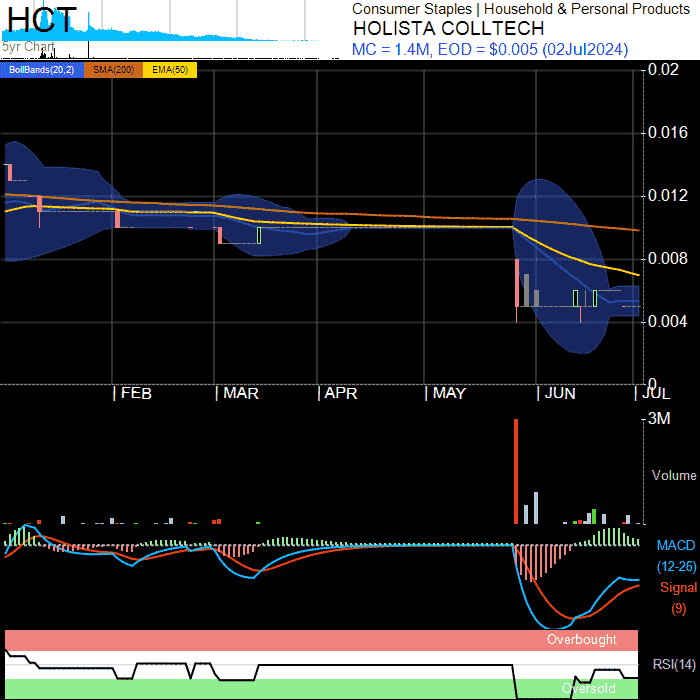 HCT
Consumer Staples | Household & Personal Products
HOLISTA COLLTECH
5yr Chart
MC = 1.4M, EOD = $0.005 (02Jul2024)
BollBands(20,2) SMA(200) EMA(50)
0.02
0.016
0.012
0.008
0.004
0
FEB MAR APR MAY JUN JUL
3M
Volume
MACD
(12-26)
Signal
(9)
Overbought
RSI(14)
Oversold